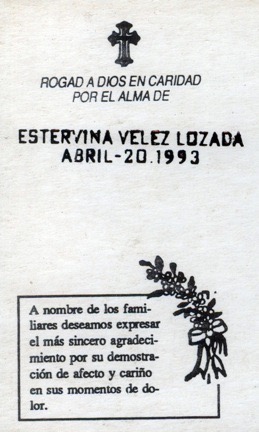 ROGAD A DIOS EN CARIDAD
POR EL ALMA DE
ESTERVINA VELEZ LOZADA
ABRIL-20.1993
A nombre de los fami-
liares deseamos expresar
el más sincero agradeci-
miento por su demostra-
ción de afecto y cariño
en sus momentos de do-
lor.